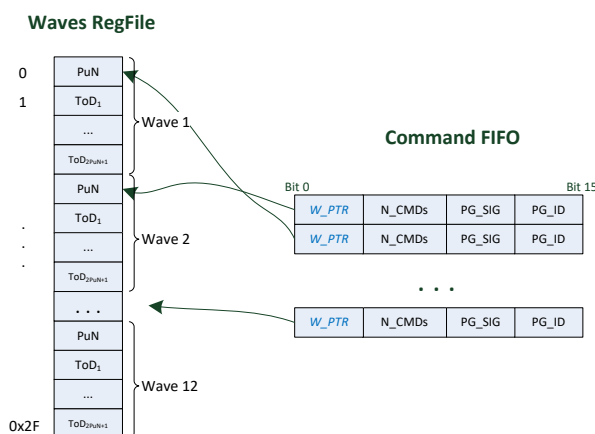 Waves RegFile
0
PuN
1
ToD1
...
ToD2PuN+1
Wave 1
PuN
ToD1
...
ToD2PuN+1
Wave 2
.
.
.
. . .
PuN
ToD1
...
ToD2PuN+1
Wave 12
0x2F
Command FIFO
Bit 0 Bit 15
W_PTR N_CMDs PG_SIG PG_ID
W_PTR N_CMDs PG_SIG PG_ID
. . .
W_PTR N_CMDs PG_SIG PG_ID